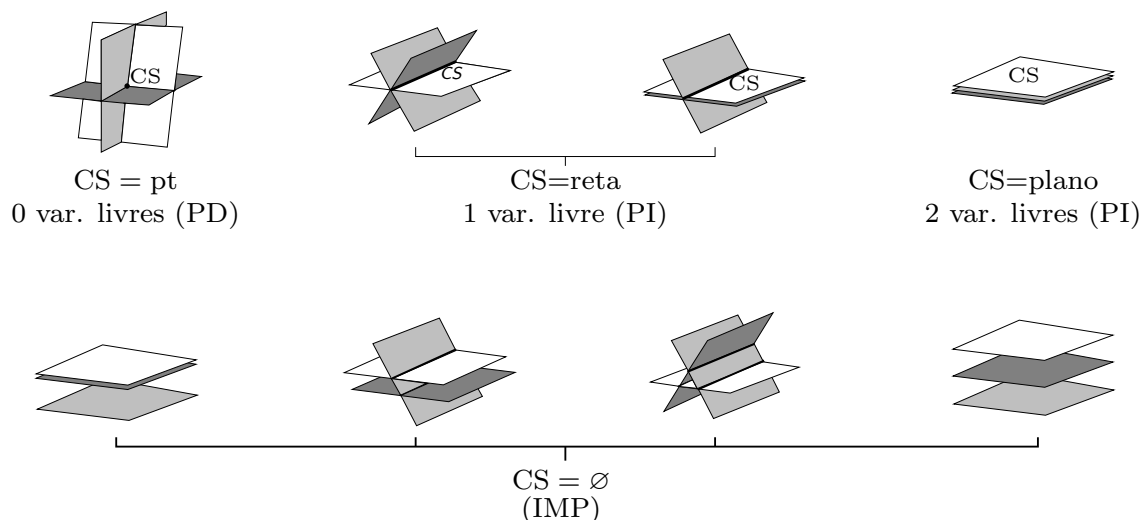 CS
CS
CS
CS
CS = pt
CS=reta
CS=plano
0 var. livres (PD)
1 var. livre (PI)
2 var. livres (PI)
CS = ∅
(IMP)